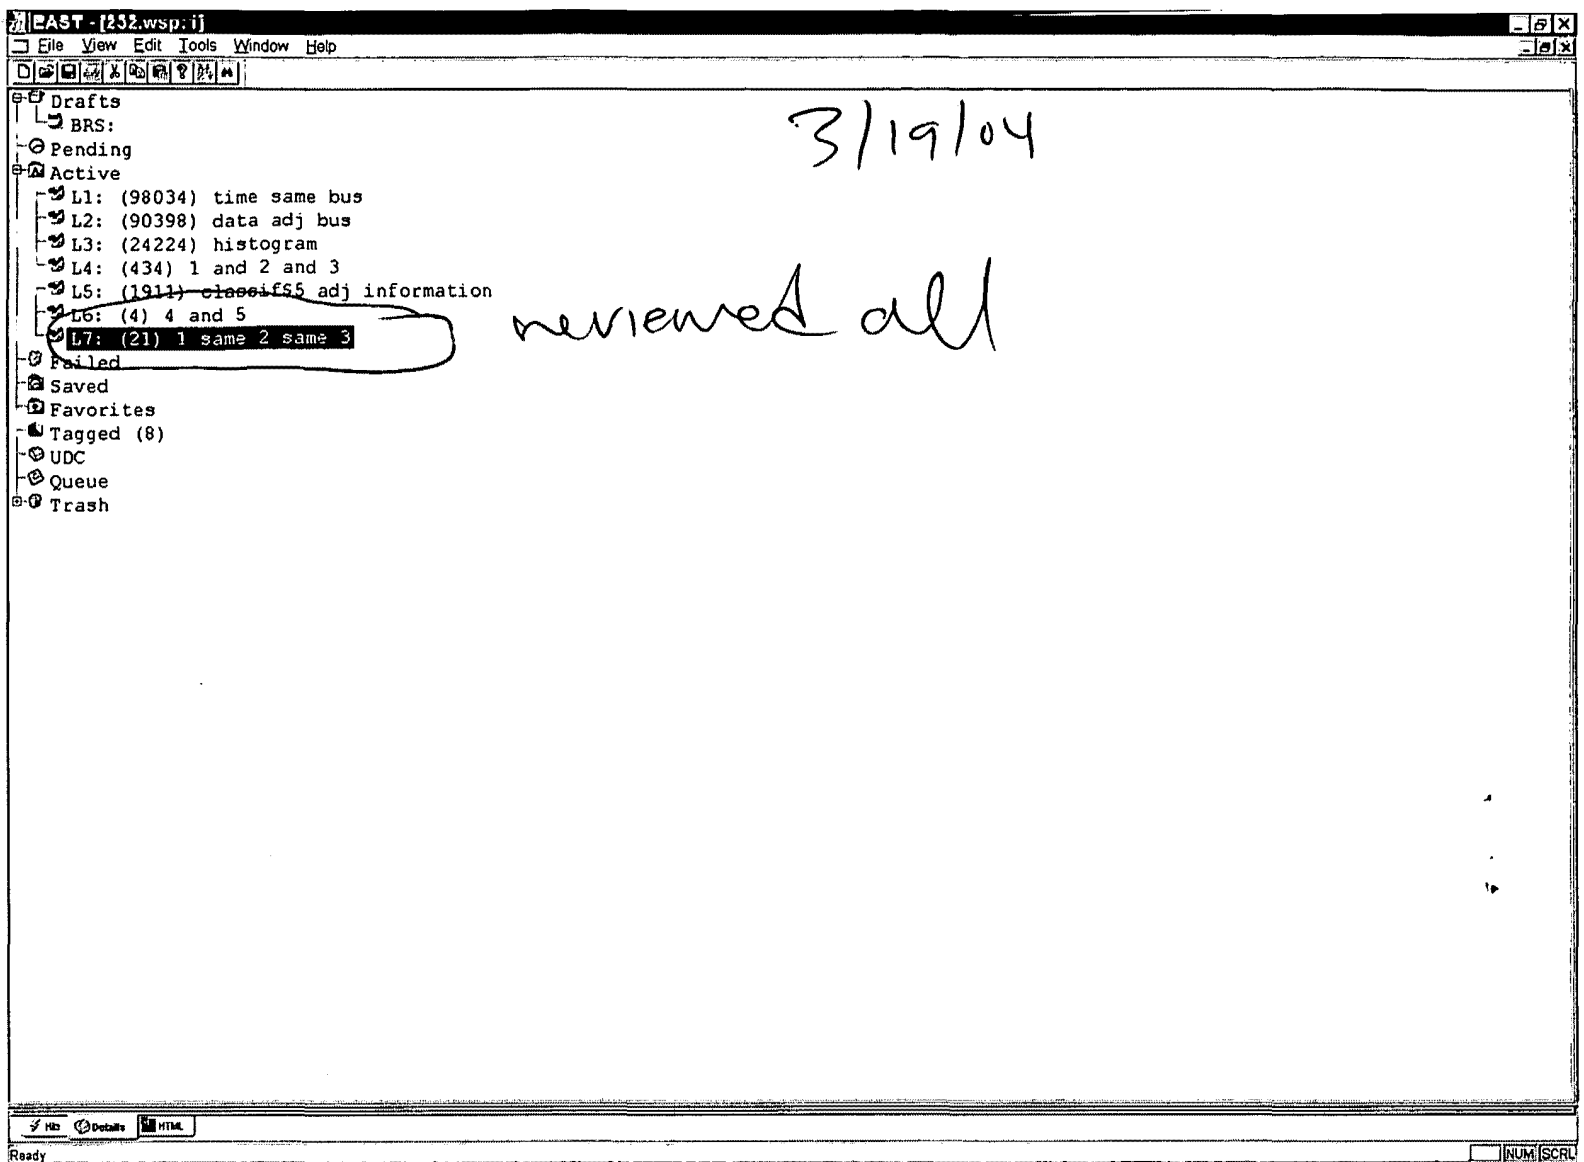 EAST - [232.wsp:1]
File View Edit Tools Window Help
Drafts
BRS:
Pending
Active
L1: (98034) time same bus
L2: (90398) data adj bus
L3: (24224) histogram
L4: (434) 1 and 2 and 3
L5: (1911) classif$5 adj information
L6: (4) 4 and 5
L7: (21) 1 same 2 same 3
Failed
Saved
Favorites
Tagged (8)
UDC
Queue
Trash
3/19/04
reviewed all
Hits Details HTML
Ready NUM SCRL